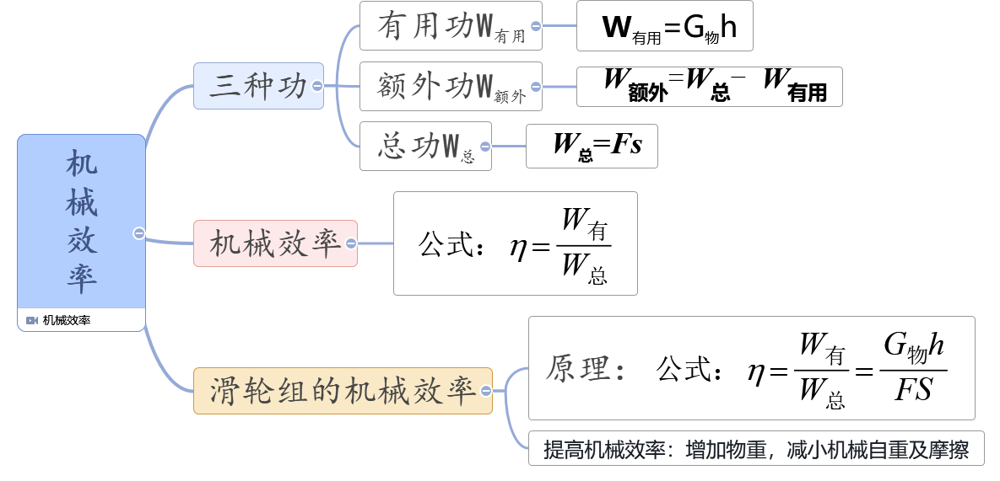 机械效率
机械效率
三种功
有用功W有用
W有用=G物h
额外功W额外
W额外=W总− W有用
总功W总
W总=Fs
机械效率
公式：η=W有/W总
滑轮组的机械效率
原理：公式：η=W有/W总=G物h/FS
提高机械效率：增加物重，减小机械自重及摩擦